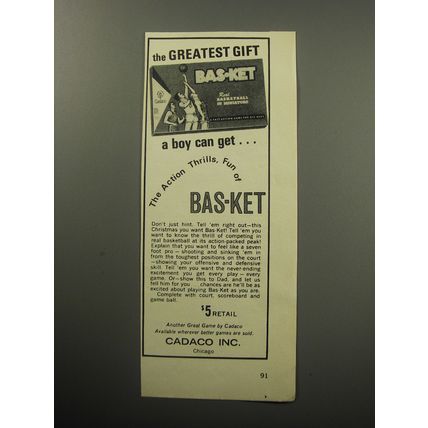 the GREATEST GIFT
BAS-KET
Real
BASKETBALL
IN MINIATURE
Cadaco
A FAST ACTION GAME FOR ALL AGES
a boy can get . . .
The Action Thrills, Fun of
BAS-KET
Don't just hint. Tell 'em right out—this
Christmas you want Bas-Ket! Tell 'em you
want to know the thrill of competing in
real basketball at its action-packed peak!
Explain that you want to feel like a seven
foot pro — shooting and sinking 'em in
from the toughest positions on the court
—showing your offensive and defensive
skill. Tell 'em you want the never-ending
excitement you get every play — every
game. Or—show this to Dad, and let us
tell him for you . . . chances are he'll be as
excited about playing Bas-Ket as you are.
Complete with court, scoreboard and
game ball.
$5 RETAIL
Another Great Game by Cadaco
Available wherever better games are sold.
CADACO INC.
Chicago
91